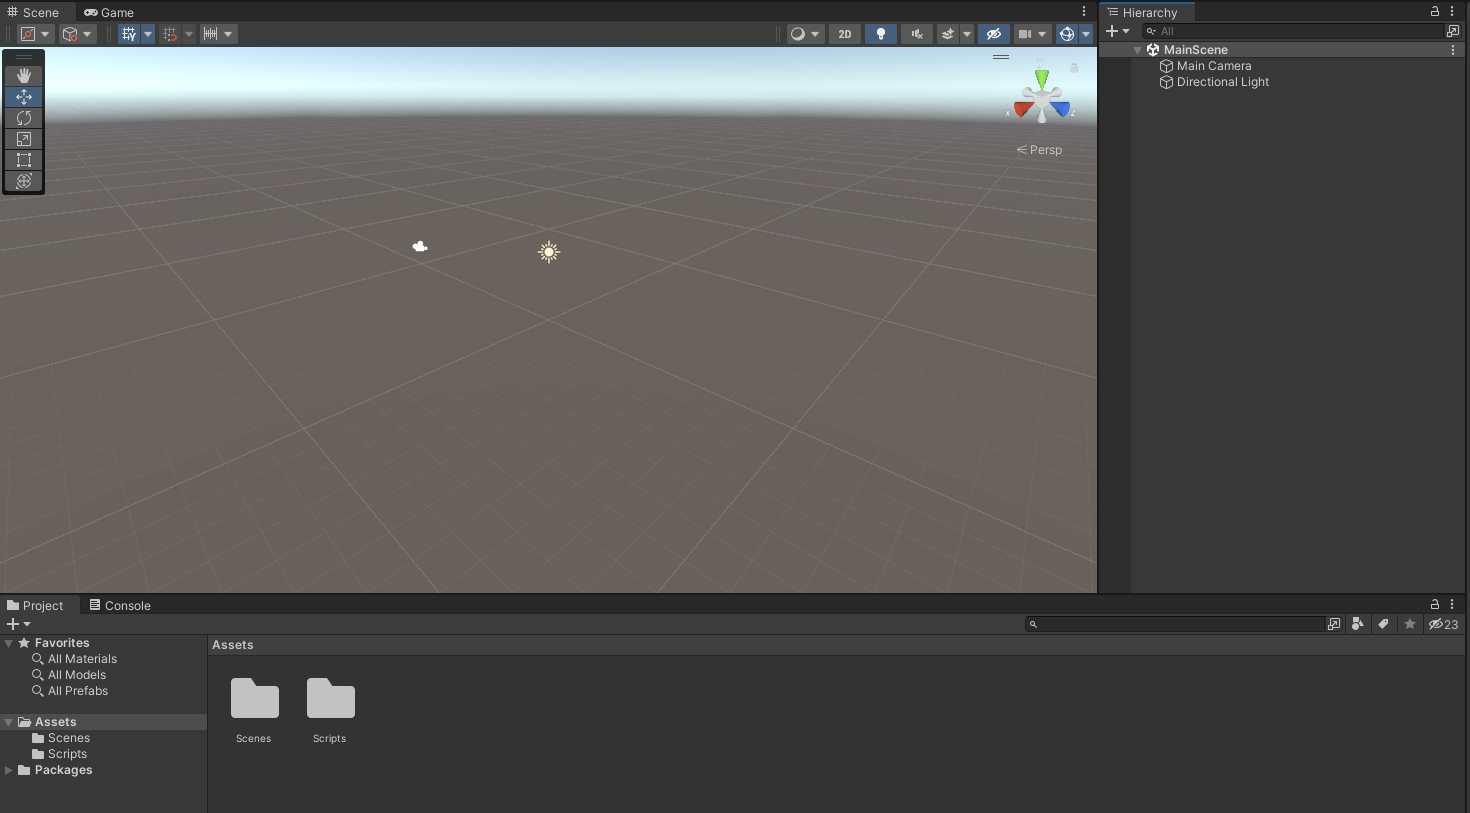 Scene
Game
2D
y
x
z
Persp
Hierarchy
All
MainScene
Main Camera
Directional Light
Project
Console
23
Favorites
All Materials
All Models
All Prefabs
Assets
Scenes
Scripts
Packages
Assets
Scenes
Scripts